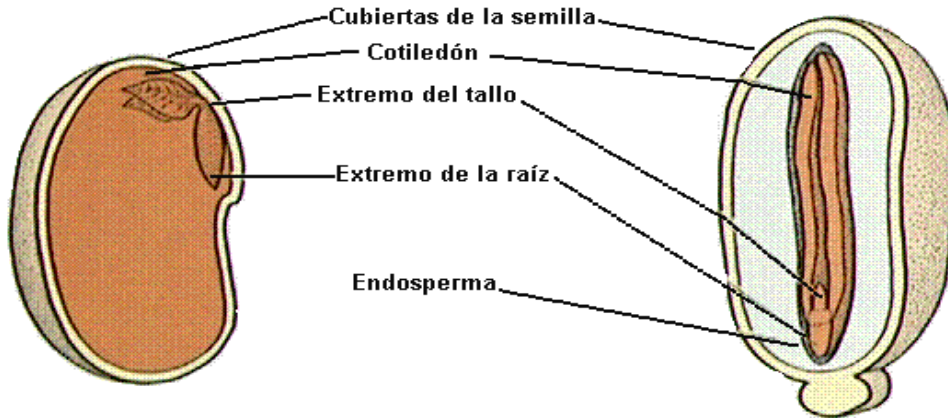 Cubiertas de la semilla
Cotiledón
Extremo del tallo
Extremo de la raíz
Endosperma